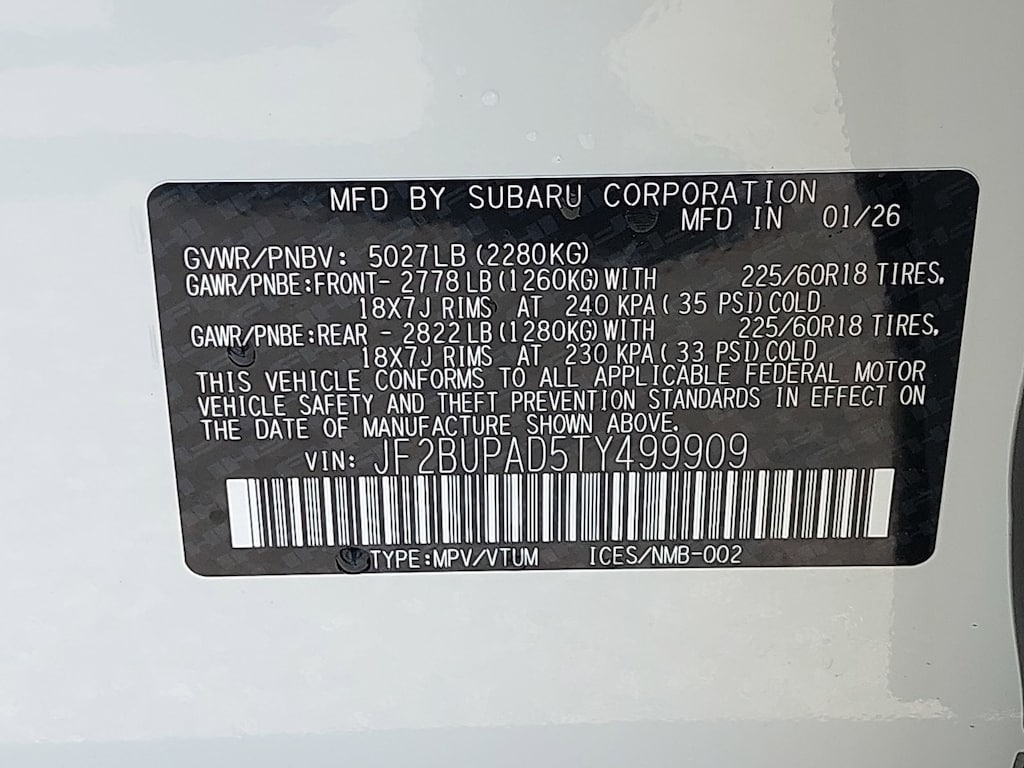 MFD BY SUBARU CORPORATION
MFD IN 01/26
GVWR/PNBV: 5027LB (2280KG)
GAWR/PNBE:FRONT- 2778LB (1260KG) WITH 225/60R18 TIRES,
18X7J RIMS AT 240 KPA ( 35 PSI) COLD
GAWR/PNBE:REAR - 2822LB (1280KG) WITH 225/60R18 TIRES,
18X7J RIMS AT 230 KPA ( 33 PSI) COLD
THIS VEHICLE CONFORMS TO ALL APPLICABLE FEDERAL MOTOR
VEHICLE SAFETY AND THEFT PREVENTION STANDARDS IN EFFECT ON
THE DATE OF MANUFACTURE SHOWN ABOVE.
VIN: JF2BUPAD5TY499909
TYPE:MPV/VTUM ICES/NMB-002